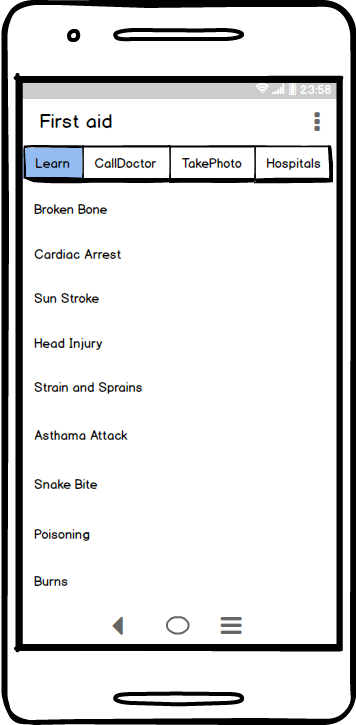 23:58
First aid
Learn CallDoctor TakePhoto Hospitals
Broken Bone
Cardiac Arrest
Sun Stroke
Head Injury
Strain and Sprains
Asthama Attack
Snake Bite
Poisoning
Burns